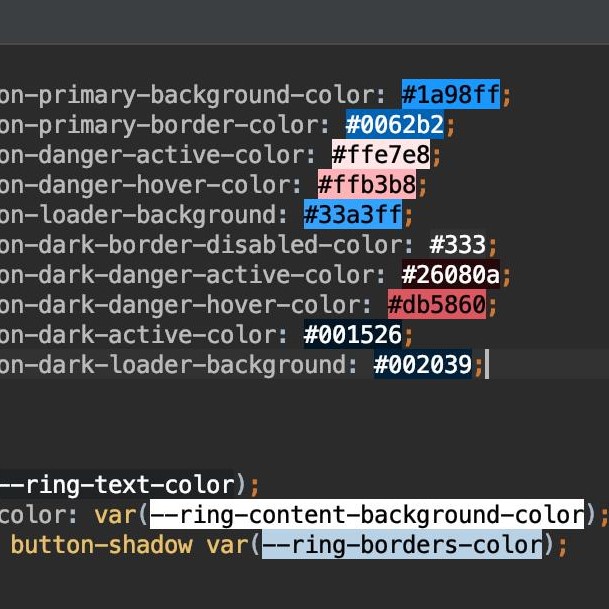 on-primary-background-color: #1a98ff;
on-primary-border-color: #0062b2;
on-danger-active-color: #ffe7e8;
on-danger-hover-color: #ffb3b8;
on-loader-background: #33a3ff;
on-dark-border-disabled-color: #333;
on-dark-danger-active-color: #26080a;
on-dark-danger-hover-color: #db5860;
on-dark-active-color: #001526;
on-dark-loader-background: #002039;
--ring-text-color);
color: var(--ring-content-background-color);
button-shadow var(--ring-borders-color);